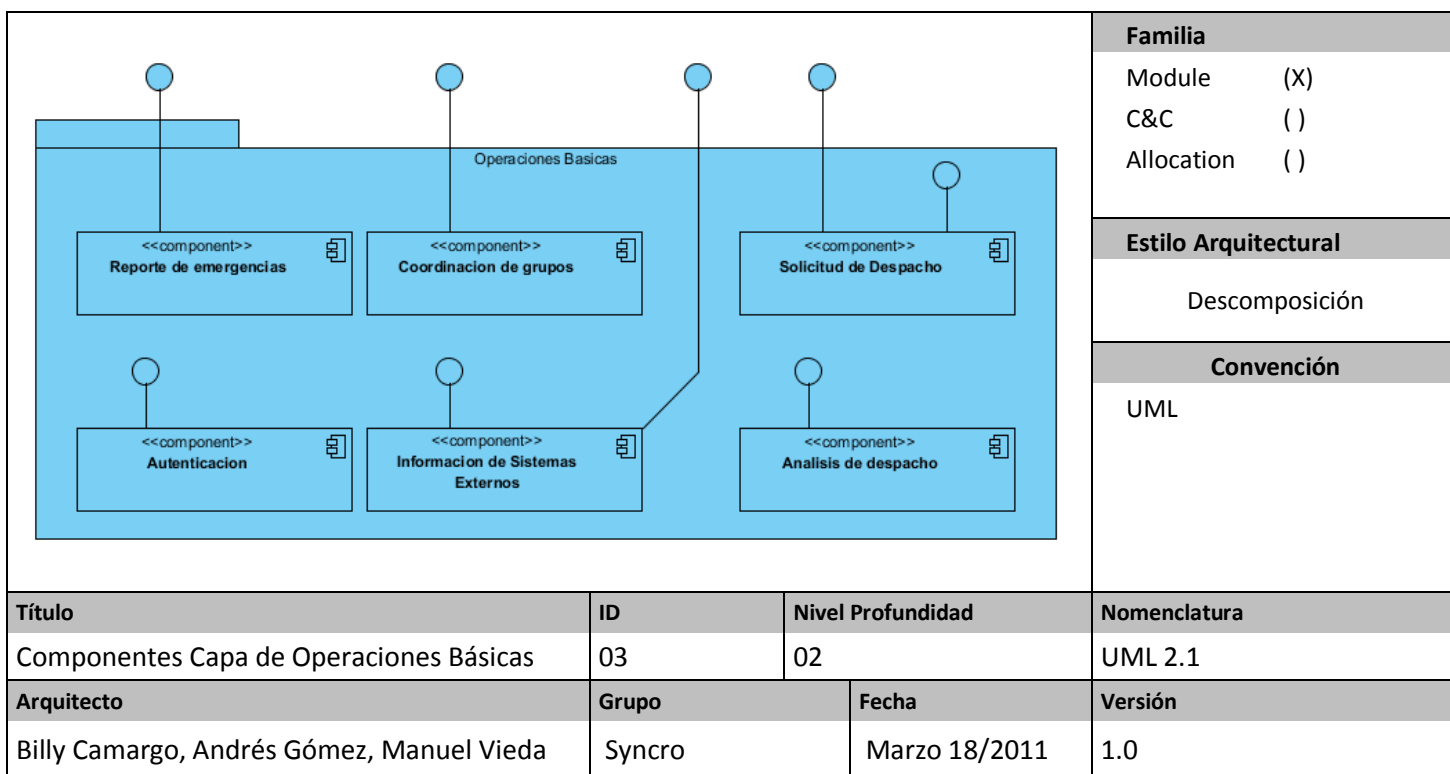 Operaciones Basicas
<<component>>
Reporte de emergencias
<<component>>
Coordinacion de grupos
<<component>>
Solicitud de Despacho
<<component>>
Autenticacion
<<component>>
Informacion de Sistemas
Externos
<<component>>
Analisis de despacho
Familia
Module (X)
C&C ( )
Allocation ( )
Estilo Arquitectural
Descomposición
Convención
UML
Título ID Nivel Profundidad Nomenclatura
Componentes Capa de Operaciones Básicas 03 02 UML 2.1
Arquitecto Grupo Fecha Versión
Billy Camargo, Andrés Gómez, Manuel Vieda Syncro Marzo 18/2011 1.0